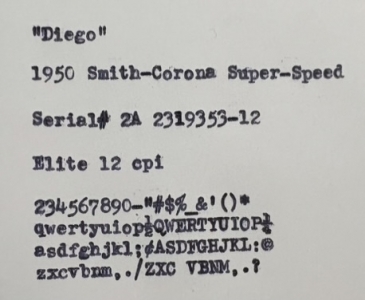 "Diego"
1950 Smith-Corona Super-Speed
Serial# 2A 2319353-12
Elite 12 cpi
234567890-"#$%_&'()*
qwertyuiop½QWERTYUIOP¼
asdfghjkl;¢ASDFGHJKL:@
zxcvbnm,./ZXC VBNM,.?